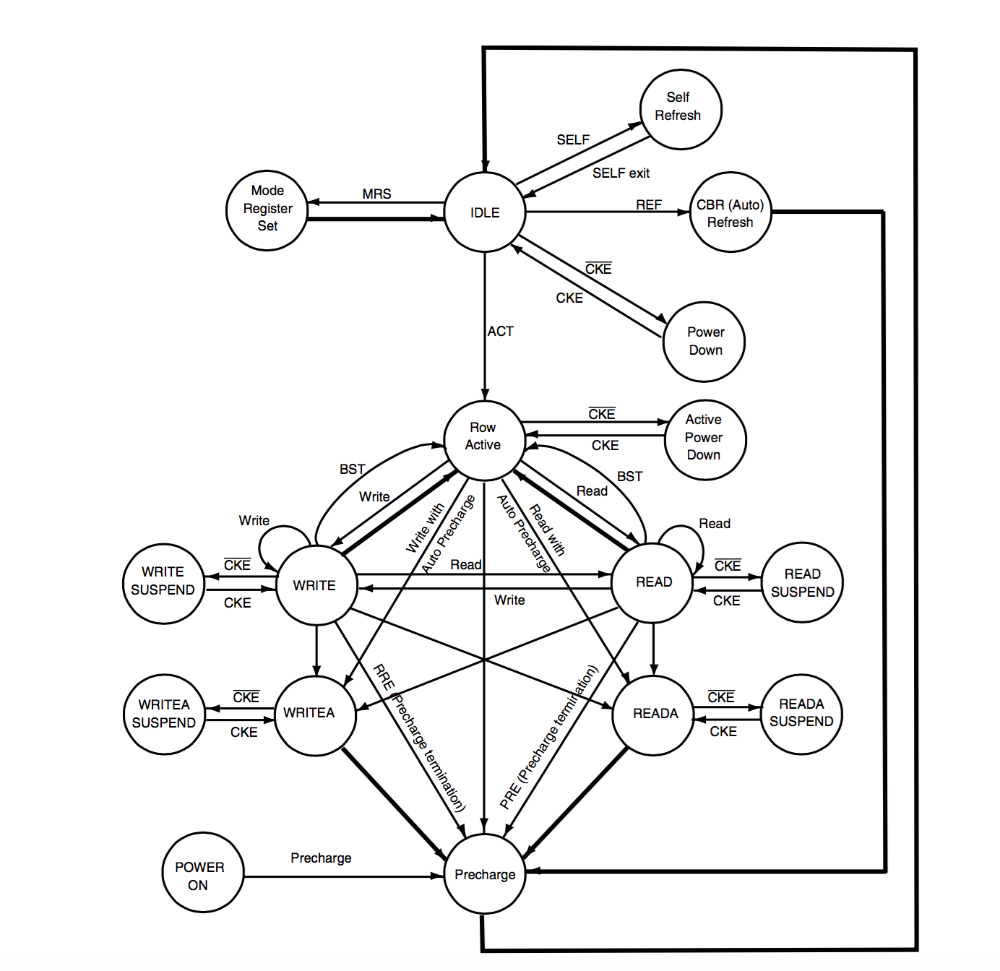 Self
Refresh
SELF
SELF exit
Mode
Register
Set
MRS
IDLE
REF
CBR (Auto)
Refresh
CKE
CKE
Power
Down
ACT
Row
Active
CKE
CKE
Active
Power
Down
BST
Write
Write with
Auto Precharge
Read with
Auto Precharge
Read
BST
Write
Read
WRITE
SUSPEND
CKE
CKE
WRITE
Read
Write
READ
CKE
CKE
READ
SUSPEND
RRE (Precharge termination)
PRE (Precharge termination)
WRITEA
SUSPEND
CKE
CKE
WRITEA
READA
CKE
CKE
READA
SUSPEND
POWER
ON
Precharge
Precharge